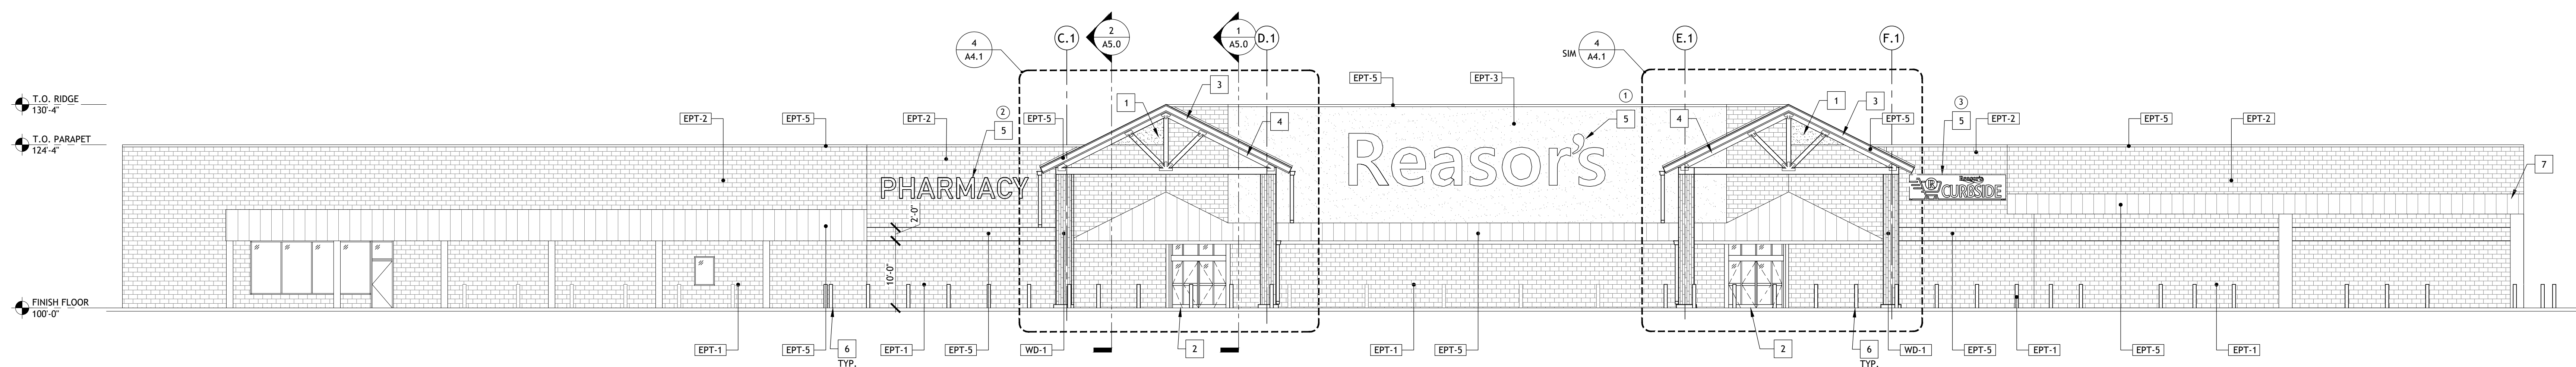 4
A4.1
C.1
2
A5.0
1
A5.0
D.1
SIM
4
A4.1
E.1
F.1
T.O. RIDGE
130'-4"
T.O. PARAPET
124'-4"
FINISH FLOOR
100'-0"
EPT-2
EPT-5
EPT-2
2
5
EPT-5
1
3
4
EPT-5
EPT-3
1
5
4
1
3
EPT-5
3
5
EPT-2
EPT-5
EPT-2
7
PHARMACY
Reasor's
Reasor's
R
CURBSIDE
2'-0"
10'-0"
EPT-1
EPT-5
6
TYP.
EPT-1
EPT-5
WD-1
2
EPT-1
EPT-5
2
6
TYP.
WD-1
EPT-5
EPT-1
EPT-5
EPT-1